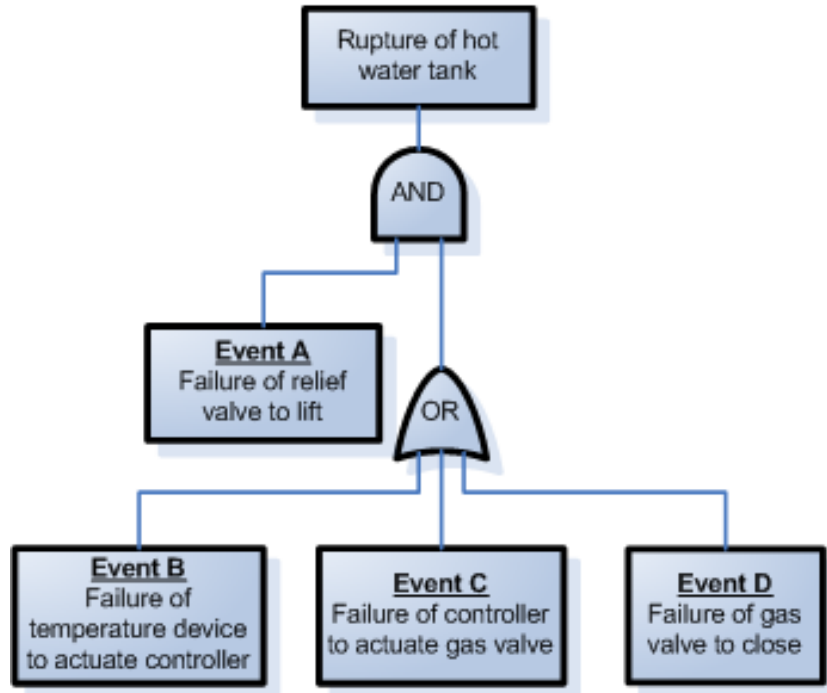 Rupture of hot
water tank
AND
Event A
Failure of relief
valve to lift
OR
Event B
Failure of
temperature device
to actuate controller
Event C
Failure of controller
to actuate gas valve
Event D
Failure of gas
valve to close